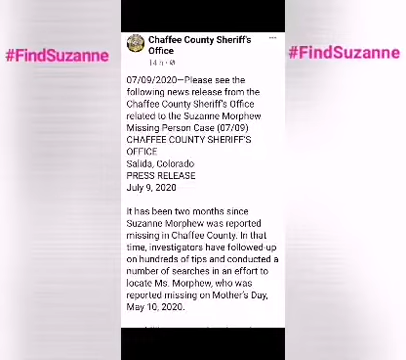 #FindSuzanne
Chaffee County Sheriff's
Office
14 h
#FindSuzanne
07/09/2020—Please see the
following news release from the
Chaffee County Sheriff's Office
related to the Suzanne Morphew
Missing Person Case (07/09)
CHAFFEE COUNTY SHERIFF'S
OFFICE
Salida, Colorado
PRESS RELEASE
July 9, 2020
It has been two months since
Suzanne Morphew was reported
missing in Chaffee County. In that
time, investigators have followed up
on hundreds of tips and conducted a
number of searches in an effort to
locate Ms. Morphew, who was
reported missing on Mother's Day,
May 10, 2020.